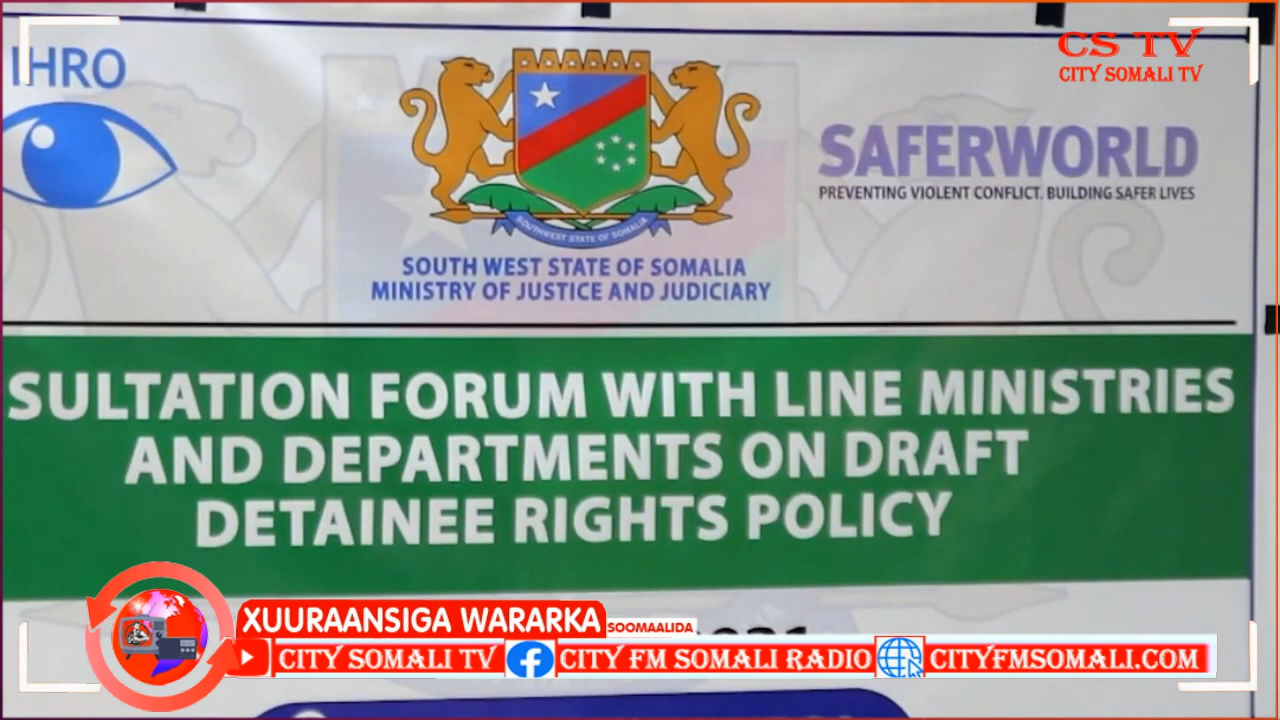 IHRO
CS TV
CITY SOMALI TV
SAFERWORLD
PREVENTING VIOLENT CONFLICT. BUILDING SAFER LIVES
SOUTHWEST STATE OF SOMALIA
SOUTH WEST STATE OF SOMALIA
MINISTRY OF JUSTICE AND JUDICIARY
SULTATION FORUM WITH LINE MINISTRIES
AND DEPARTMENTS ON DRAFT
DETAINEE RIGHTS POLICY
XUURAANSIGA WARARKA
SOOMAALIDA
CITY SOMALI TV
CITY FM SOMALI RADIO
CITYFMSOMALI.COM